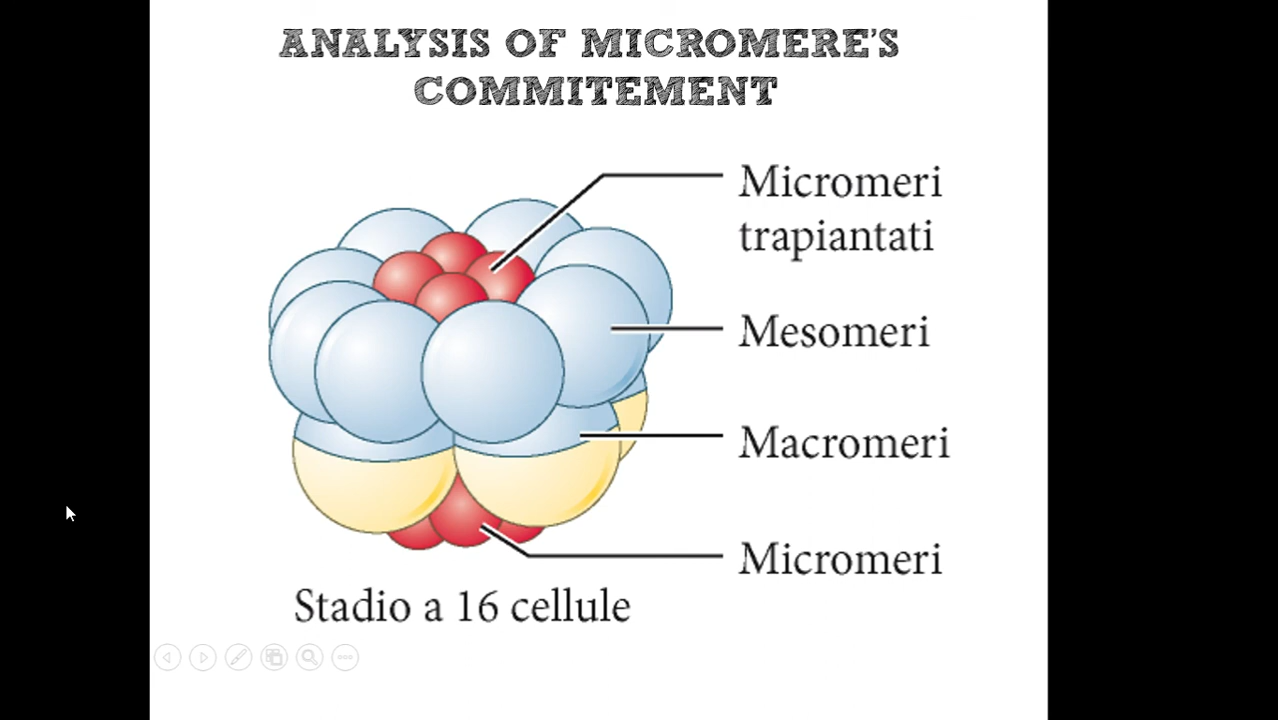 ANALYSIS OF MICROMERE'S
COMMITEMENT
Micromeri
trapiantati
Mesomeri
Macromeri
Micromeri
Stadio a 16 cellule